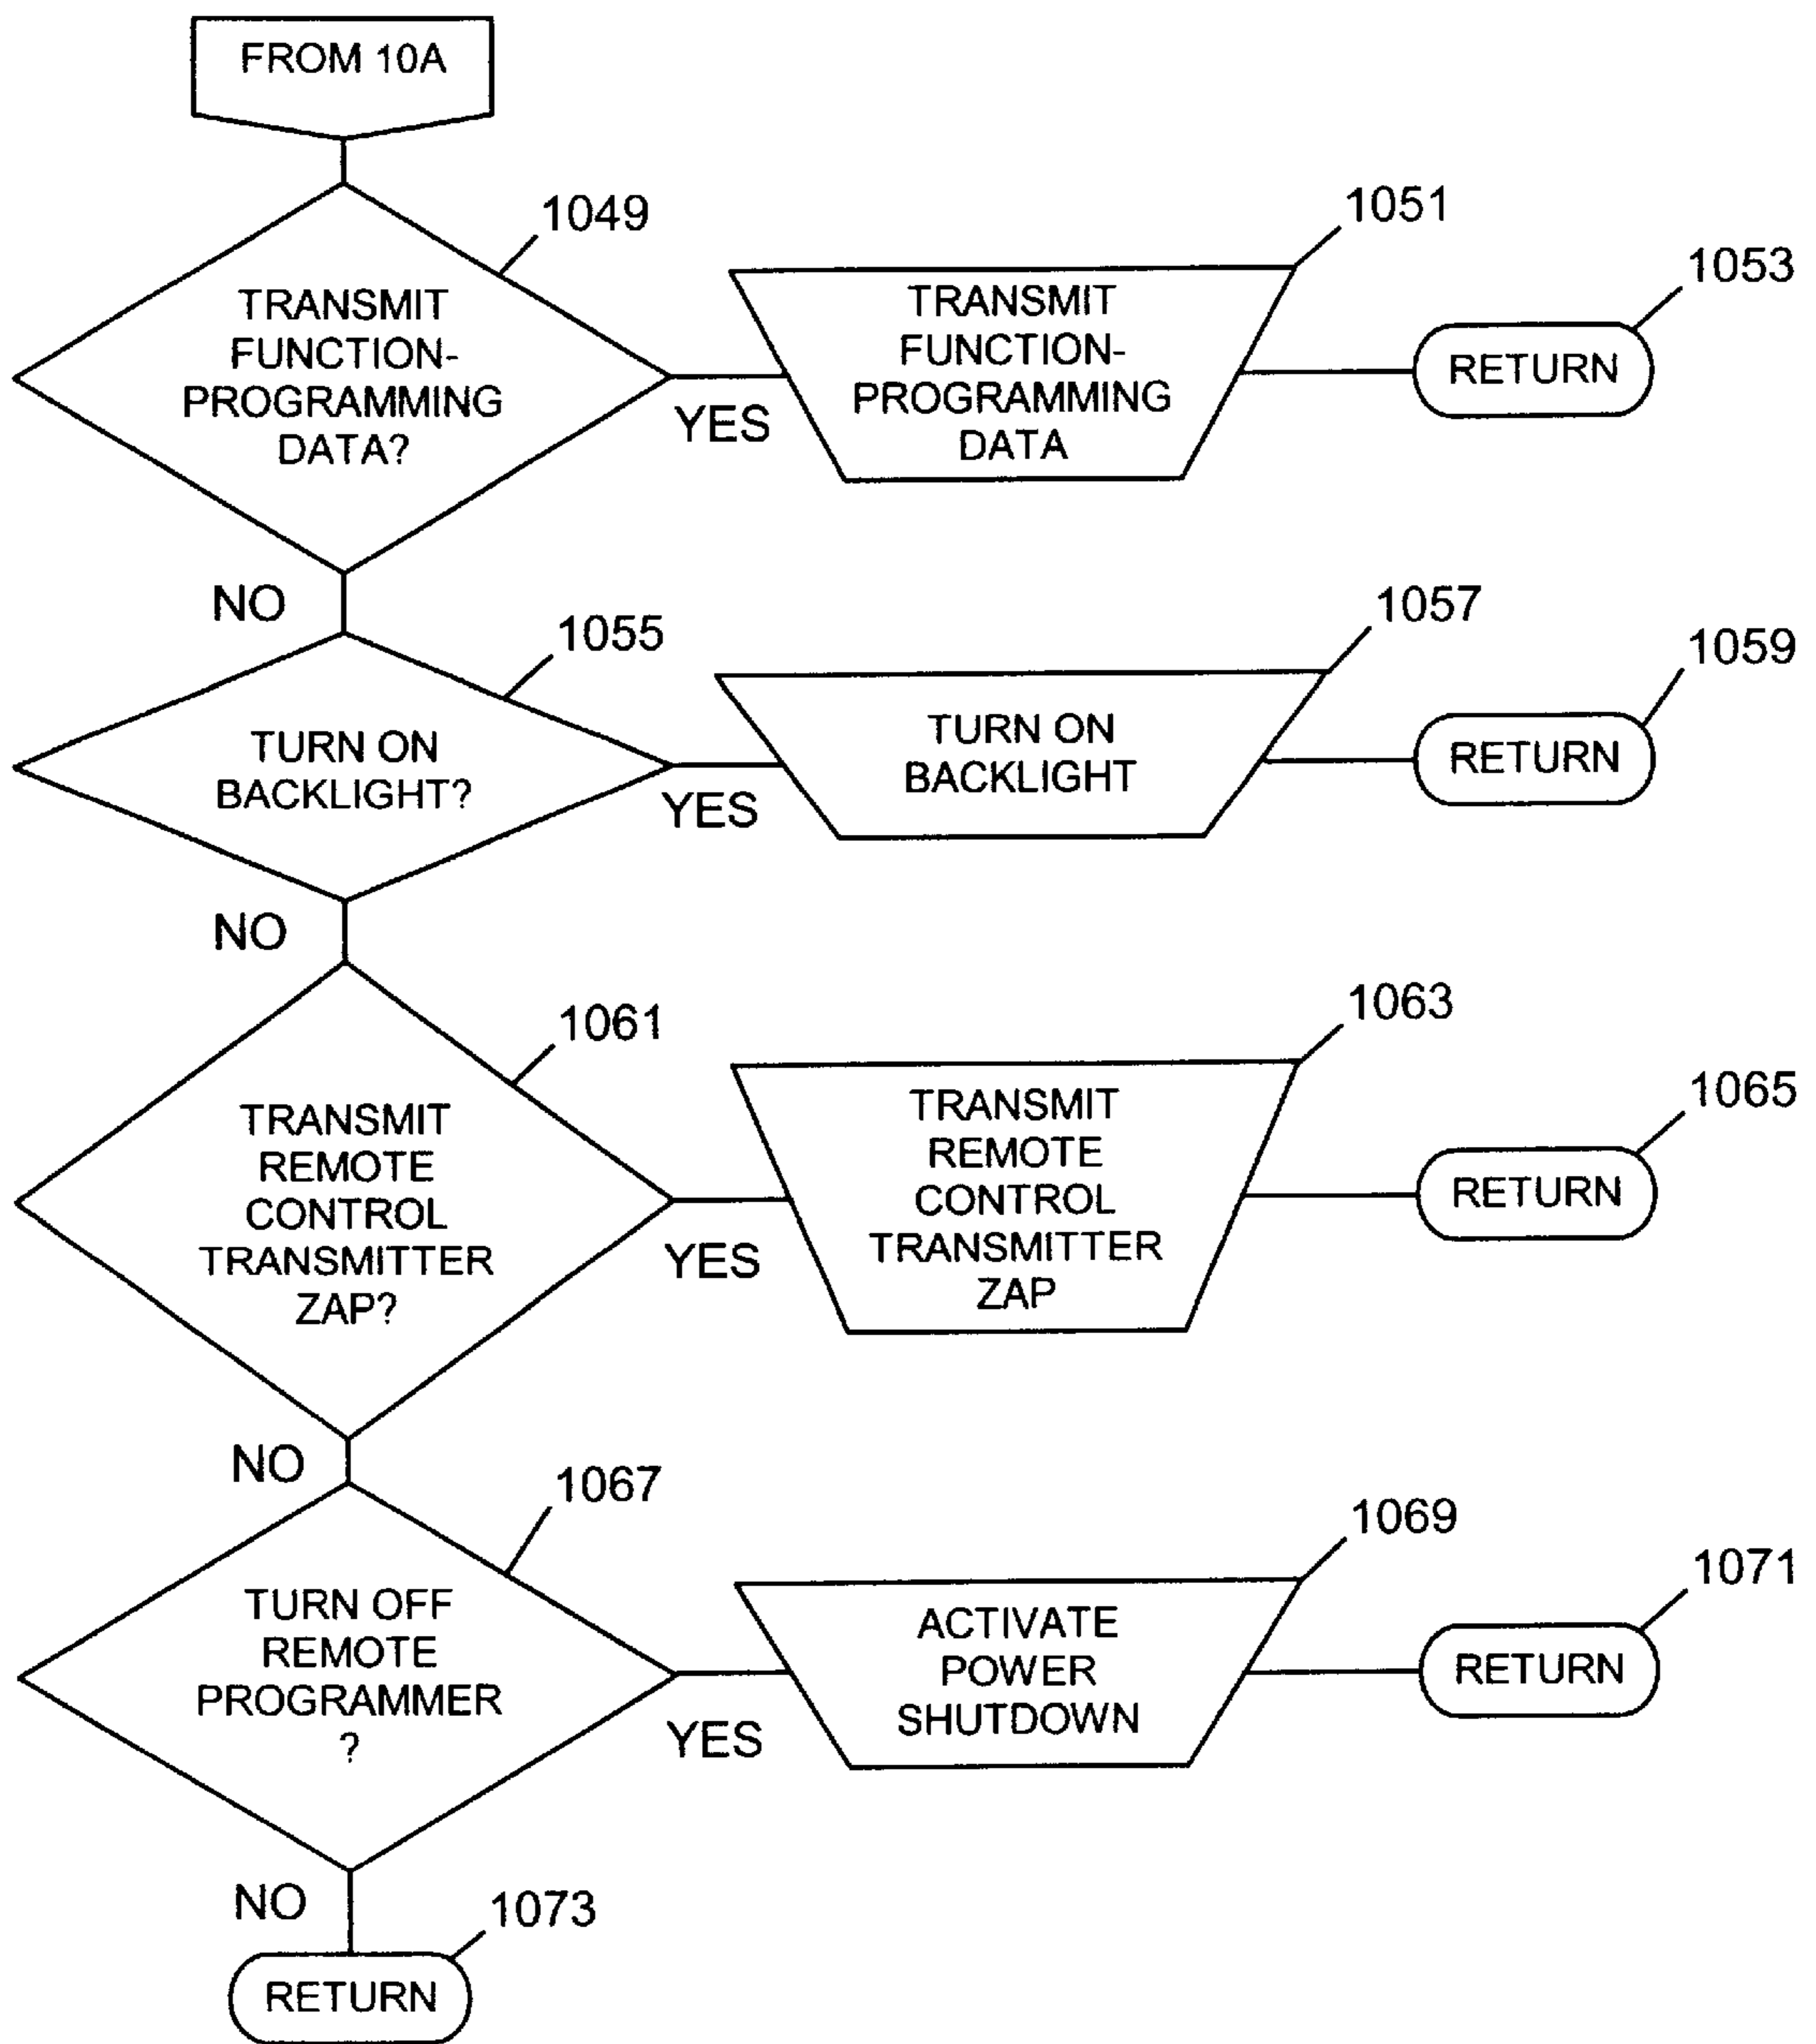 FROM 10A
1049
TRANSMIT
FUNCTION-
PROGRAMMING
DATA?
YES
1051
TRANSMIT
FUNCTION-
PROGRAMMING
DATA
1053
RETURN
NO
1055
TURN ON
BACKLIGHT?
YES
1057
TURN ON
BACKLIGHT
1059
RETURN
NO
1061
TRANSMIT
REMOTE
CONTROL
TRANSMITTER
ZAP?
YES
1063
TRANSMIT
REMOTE
CONTROL
TRANSMITTER
ZAP
1065
RETURN
NO
1067
TURN OFF
REMOTE
PROGRAMMER
?
YES
1069
ACTIVATE
POWER
SHUTDOWN
1071
RETURN
NO
1073
RETURN